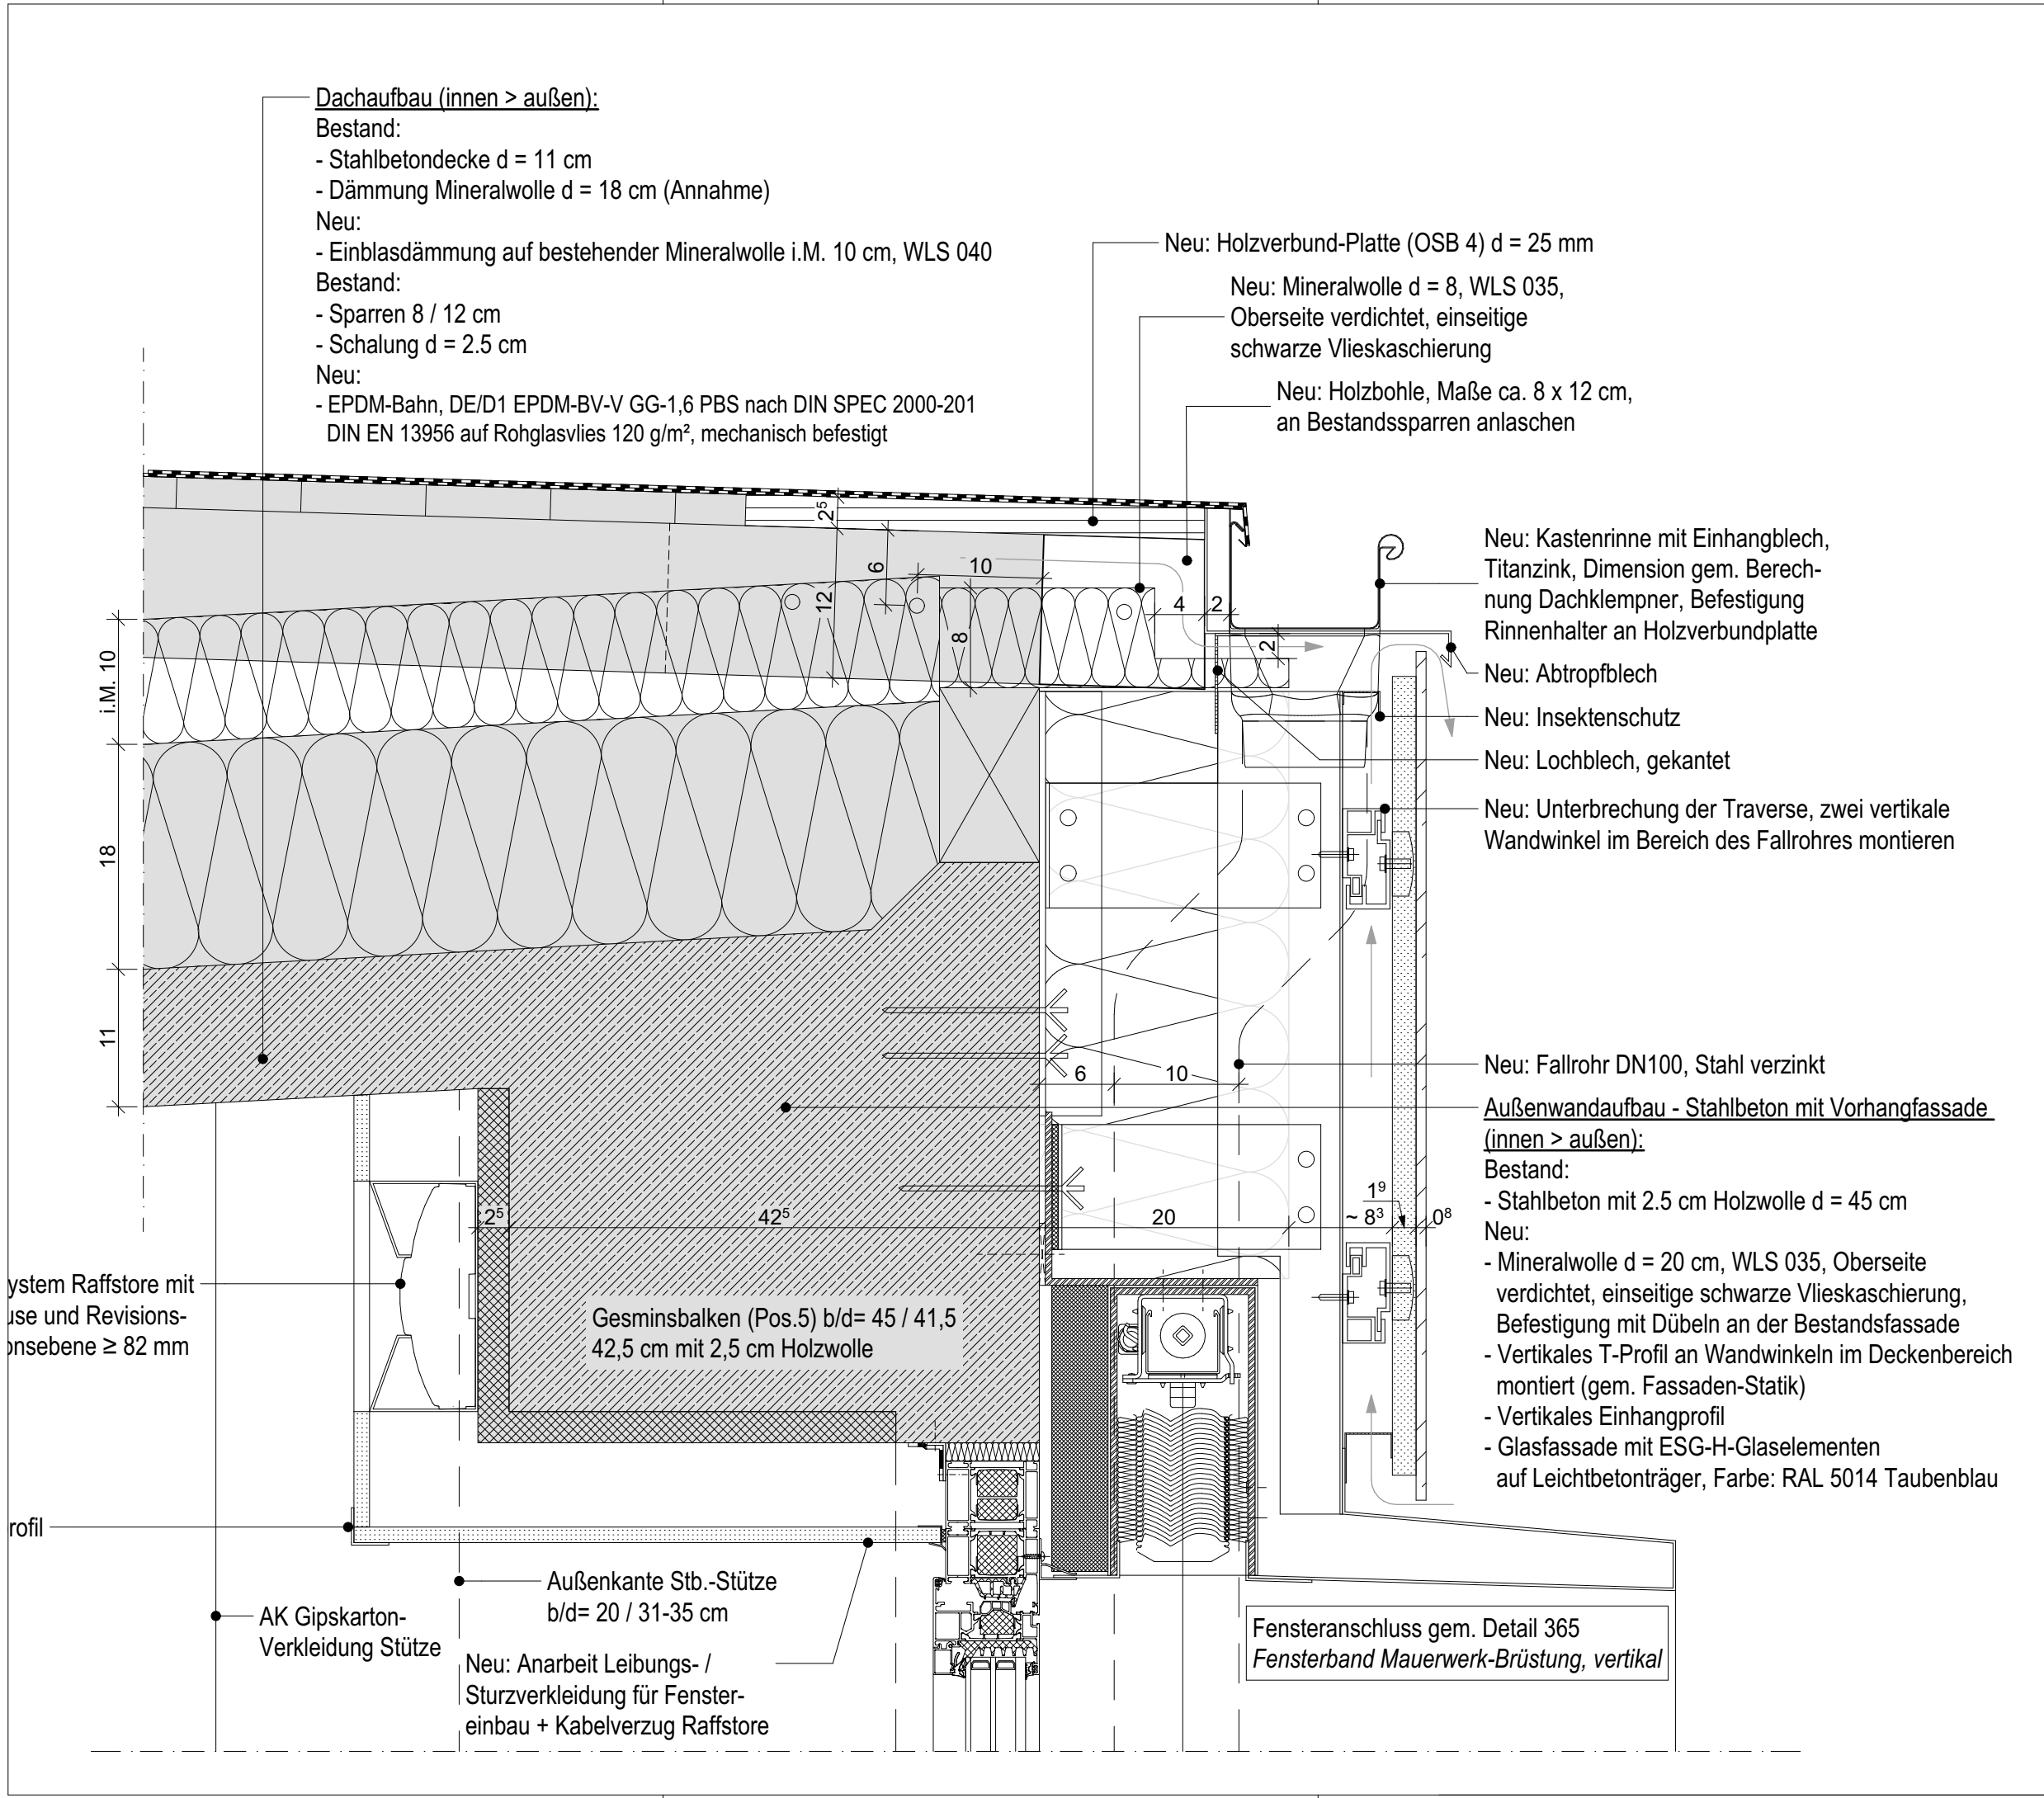 Dachaufbau (innen > außen):
Bestand:
- Stahlbetondecke d = 11 cm
- Dämmung Mineralwolle d = 18 cm (Annahme)
Neu:
- Einblasdämmung auf bestehender Mineralwolle i.M. 10 cm, WLS 040
Bestand:
- Sparren 8 / 12 cm
- Schalung d = 2.5 cm
Neu:
- EPDM-Bahn, DE/D1 EPDM-BV-V GG-1,6 PBS nach DIN SPEC 2000-201
DIN EN 13956 auf Rohglasvlies 120 g/m², mechanisch befestigt
Neu: Holzverbund-Platte (OSB 4) d = 25 mm
Neu: Mineralwolle d = 8, WLS 035,
Oberseite verdichtet, einseitige
schwarze Vlieskaschierung
Neu: Holzbohle, Maße ca. 8 x 12 cm,
an Bestandssparren anlaschen
Neu: Kastenrinne mit Einhangblech,
Titanzink, Dimension gem. Berech-
nung Dachklempner, Befestigung
Rinnenhalter an Holzverbundplatte
Neu: Abtropfblech
Neu: Insektenschutz
Neu: Lochblech, gekantet
Neu: Unterbrechung der Traverse, zwei vertikale
Wandwinkel im Bereich des Fallrohres montieren
2⁵
6
10
12
8
4
2
2
i.M. 10
18
11
6
10
Neu: Fallrohr DN100, Stahl verzinkt
Außenwandaufbau - Stahlbeton mit Vorhangfassade
(innen > außen):
Bestand:
- Stahlbeton mit 2.5 cm Holzwolle d = 45 cm
Neu:
- Mineralwolle d = 20 cm, WLS 035, Oberseite
verdichtet, einseitige schwarze Vlieskaschierung,
Befestigung mit Dübeln an der Bestandsfassade
- Vertikales T-Profil an Wandwinkeln im Deckenbereich
montiert (gem. Fassaden-Statik)
- Vertikales Einhangprofil
- Glasfassade mit ESG-H-Glaselementen
auf Leichtbetonträger, Farbe: RAL 5014 Taubenblau
2⁵
42⁵
20
~ 8³
1⁹
0⁸
ystem Raffstore mit
use und Revisions-
onsebene ≥ 82 mm
Gesminsbalken (Pos.5) b/d= 45 / 41,5
42,5 cm mit 2,5 cm Holzwolle
rofil
Außenkante Stb.-Stütze
b/d= 20 / 31-35 cm
AK Gipskarton-
Verkleidung Stütze
Neu: Anarbeit Leibungs- /
Sturzverkleidung für Fenster-
einbau + Kabelverzug Raffstore
Fensteranschluss gem. Detail 365
Fensterband Mauerwerk-Brüstung, vertikal